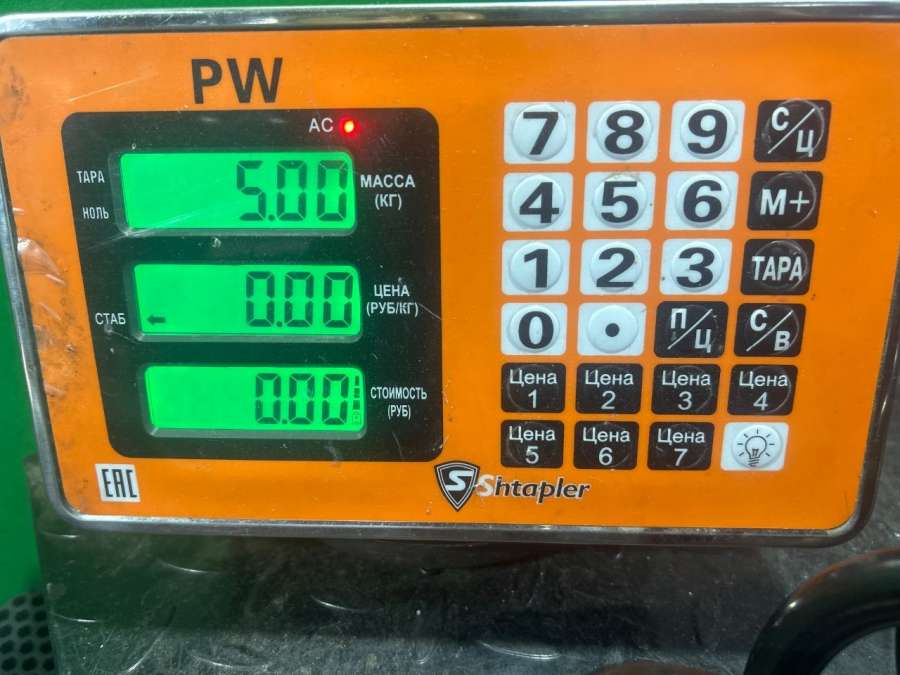 PW
AC
ТАРА
НОЛЬ
5.00
МАССА
(КГ)
СТАБ
0.00
ЦЕНА
(РУБ/КГ)
0.00
СТОИМОСТЬ
(РУБ)
7 8 9 С/Ц
4 5 6 М+
1 2 3 ТАРА
0 . П/Ц С/В
Цена 1 Цена 2 Цена 3 Цена 4
Цена 5 Цена 6 Цена 7
EAC
S Shtapler